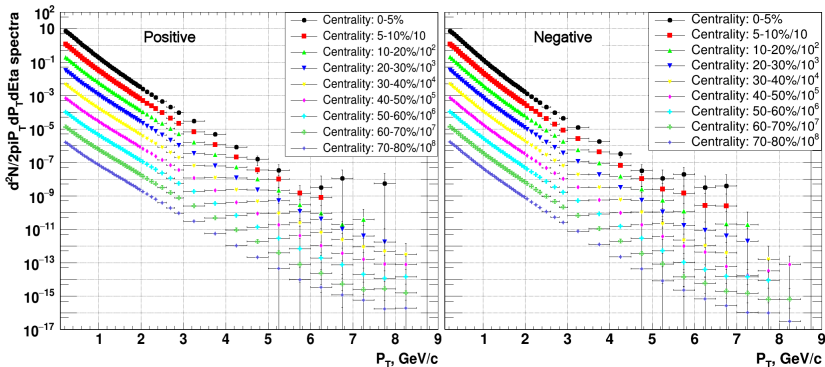 d²N/2piP_T dP_T dEta spectra
10²
10
10⁻¹
10⁻³
10⁻⁵
10⁻⁷
10⁻⁹
10⁻¹¹
10⁻¹³
10⁻¹⁵
10⁻¹⁷
Positive
Centrality: 0-5%
Centrality: 5-10%/10
Centrality: 10-20%/10²
Centrality: 20-30%/10³
Centrality: 30-40%/10⁴
Centrality: 40-50%/10⁵
Centrality: 50-60%/10⁶
Centrality: 60-70%/10⁷
Centrality: 70-80%/10⁸
1 2 3 4 5 6 7 8 9
P_T, GeV/c
Negative
Centrality: 0-5%
Centrality: 5-10%/10
Centrality: 10-20%/10²
Centrality: 20-30%/10³
Centrality: 30-40%/10⁴
Centrality: 40-50%/10⁵
Centrality: 50-60%/10⁶
Centrality: 60-70%/10⁷
Centrality: 70-80%/10⁸
1 2 3 4 5 6 7 8 9
P_T, GeV/c